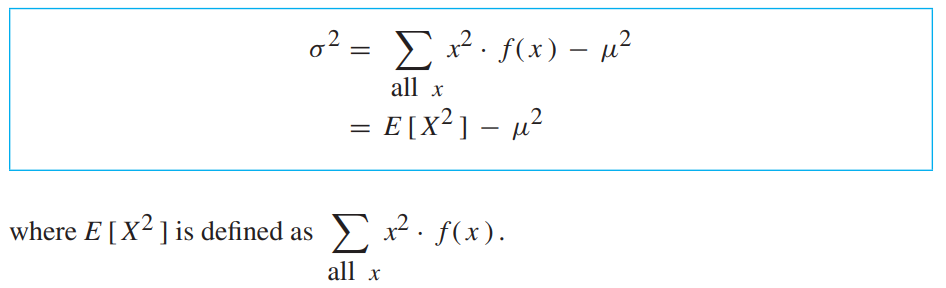 σ² = ∑ x² · f(x) − μ²
all x
= E[X²] − μ²
where E[X²] is defined as ∑ x² · f(x).
all x